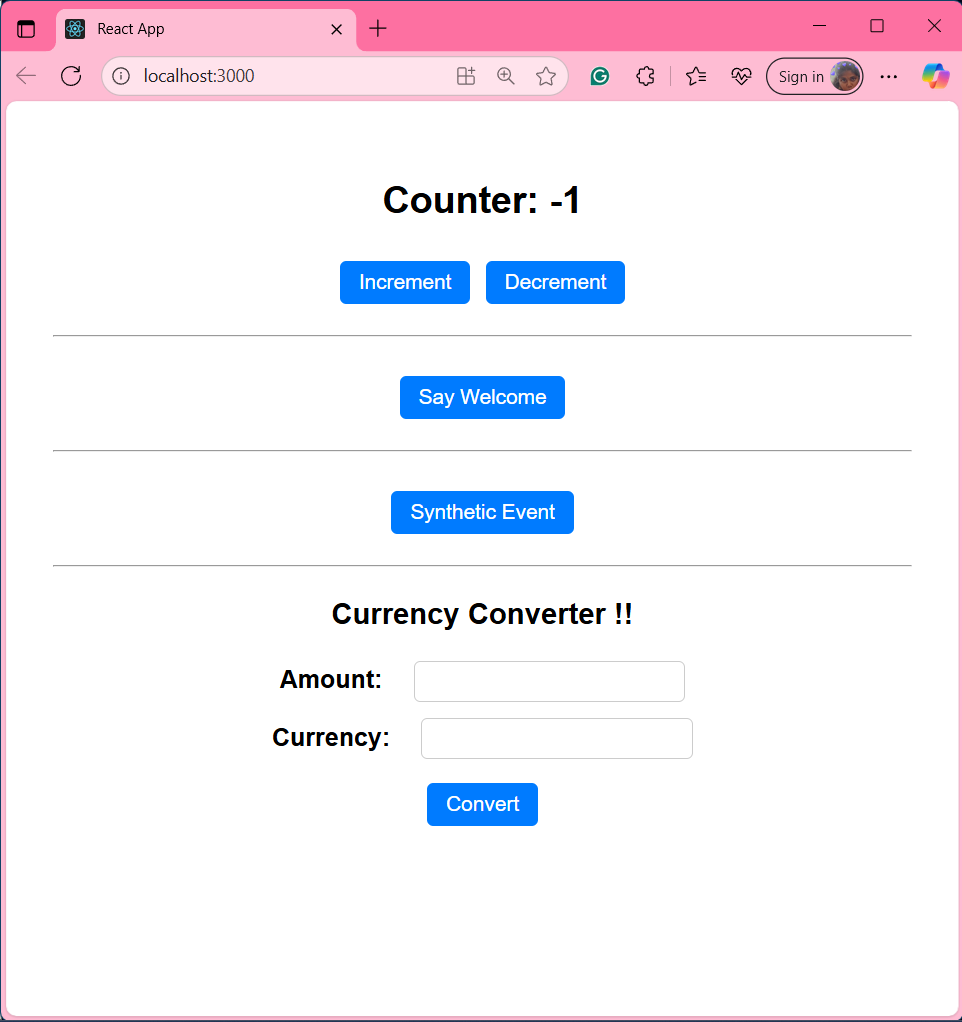 React App
localhost:3000
Sign in
Counter: -1
Increment Decrement
Say Welcome
Synthetic Event
Currency Converter !!
Amount:
Currency:
Convert